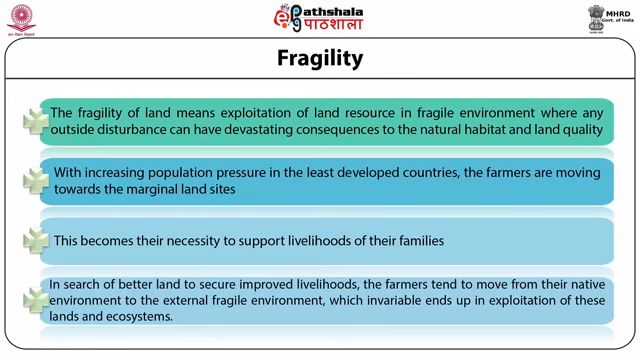 ePathshala
पाठशाला
MHRD
Govt. of India
Fragility
The fragility of land means exploitation of land resource in fragile environment where any
outside disturbance can have devastating consequences to the natural habitat and land quality
With increasing population pressure in the least developed countries, the farmers are moving
towards the marginal land sites
This becomes their necessity to support livelihoods of their families
In search of better land to secure improved livelihoods, the farmers tend to move from their native
environment to the external fragile environment, which invariable ends up in exploitation of these
lands and ecosystems.